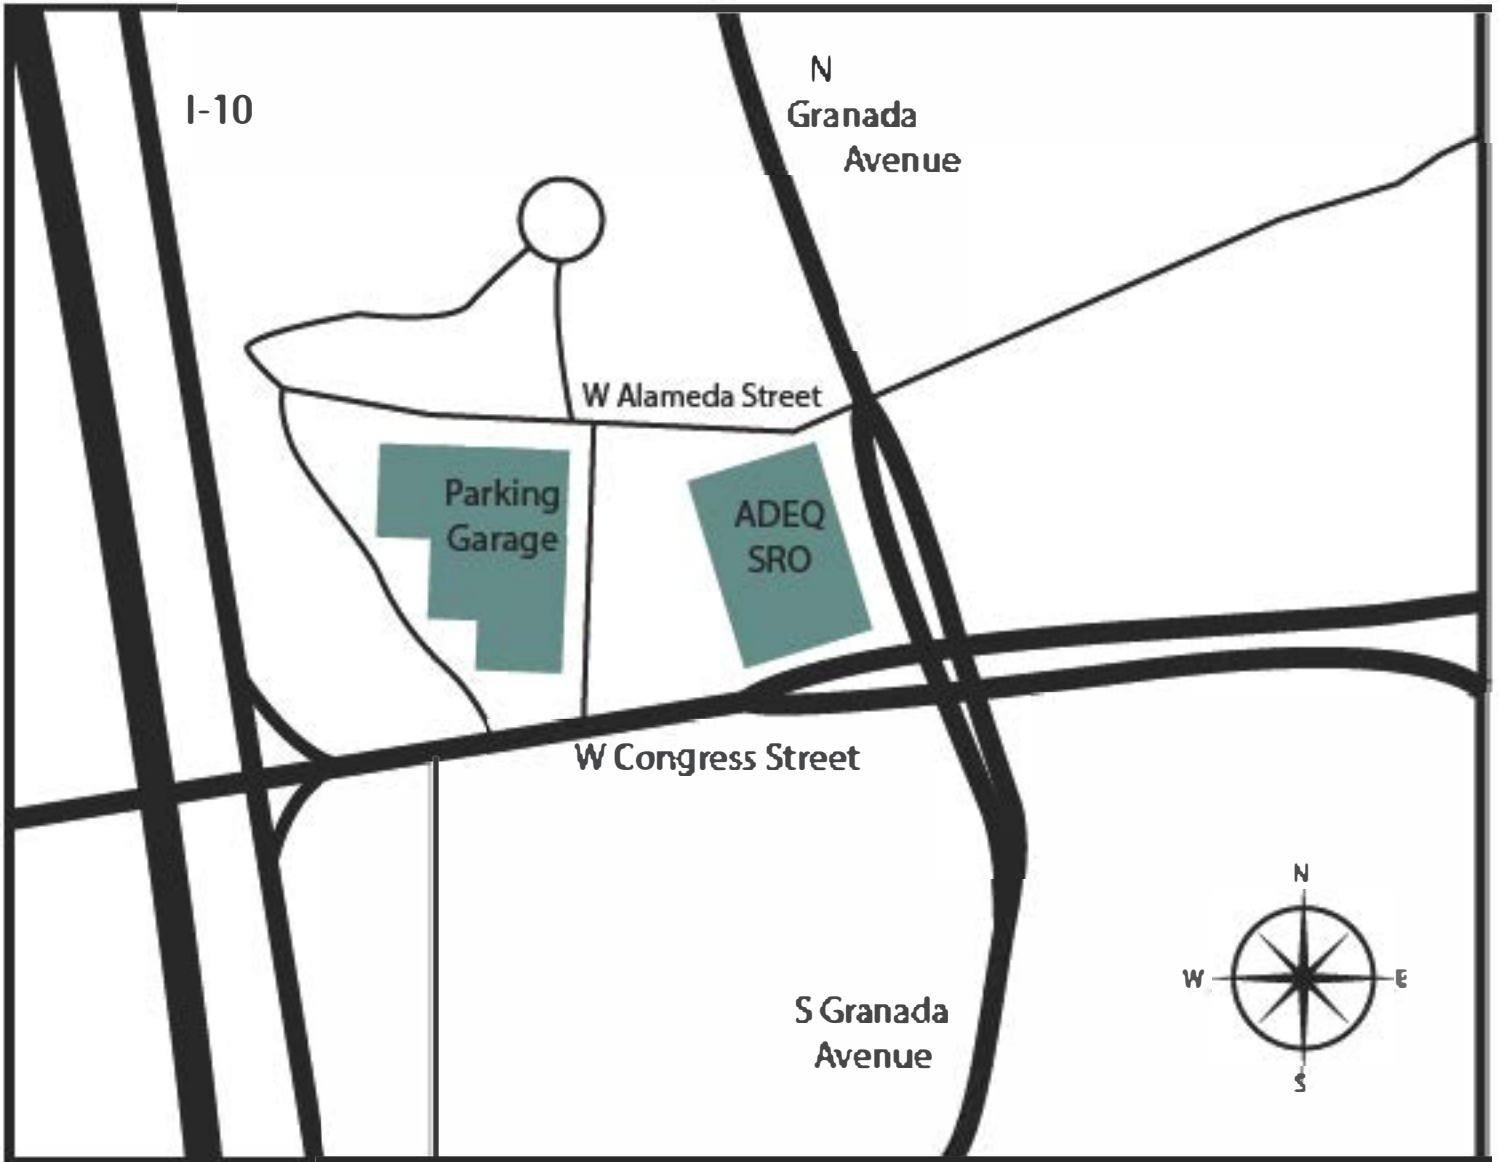 I-10
N
Granada
Avenue
W Alameda Street
Parking
Garage
ADEQ
SRO
W Congress Street
S Granada
Avenue
N
W
E
S